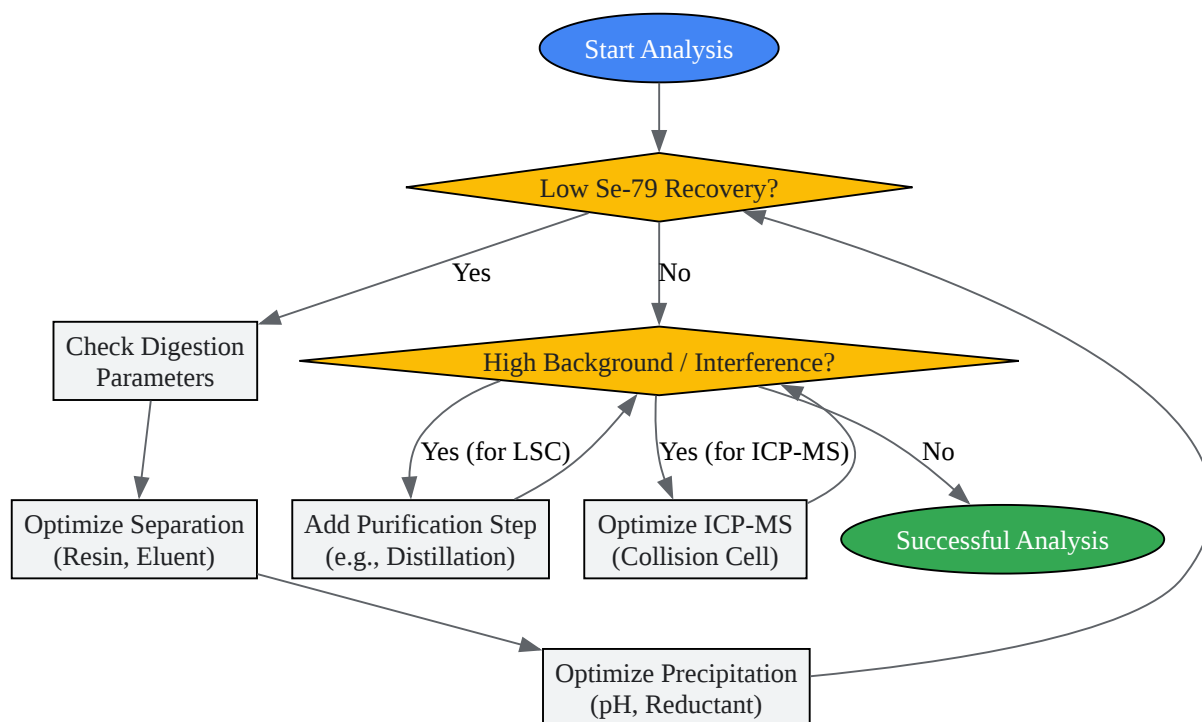 Start Analysis
Low Se-79 Recovery?
Yes
No
Check Digestion
Parameters
High Background / Interference?
Yes (for LSC)
Yes (for ICP-MS)
No
Optimize Separation
(Resin, Eluent)
Add Purification Step
(e.g., Distillation)
Optimize ICP-MS
(Collision Cell)
Successful Analysis
Optimize Precipitation
(pH, Reductant)